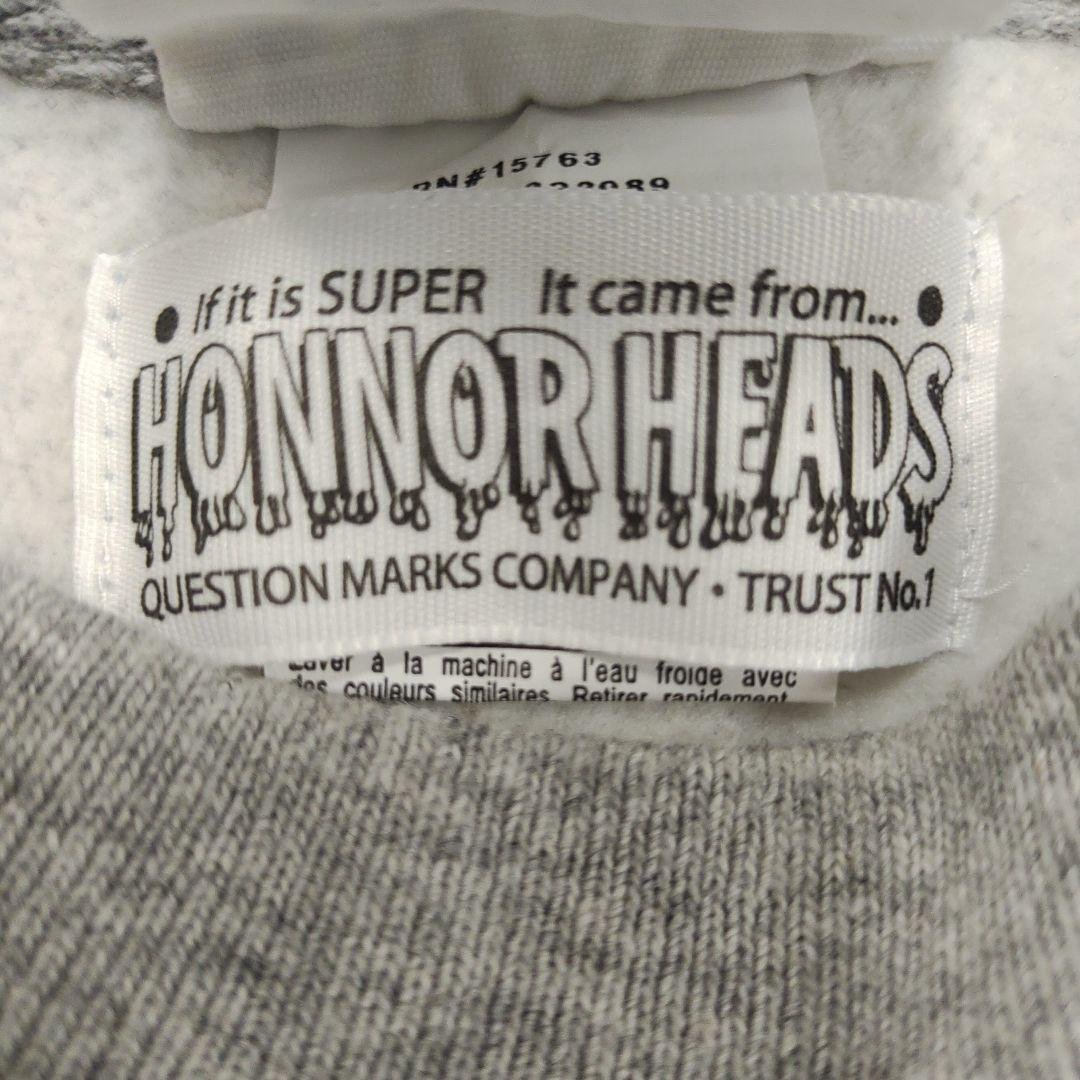 RN#15763
If it is SUPER It came from...
HONNOR HEADS
QUESTION MARKS COMPANY • TRUST No.1
Laver à la machine à l'eau froide avec
des couleurs similaires. Retirer rapidement